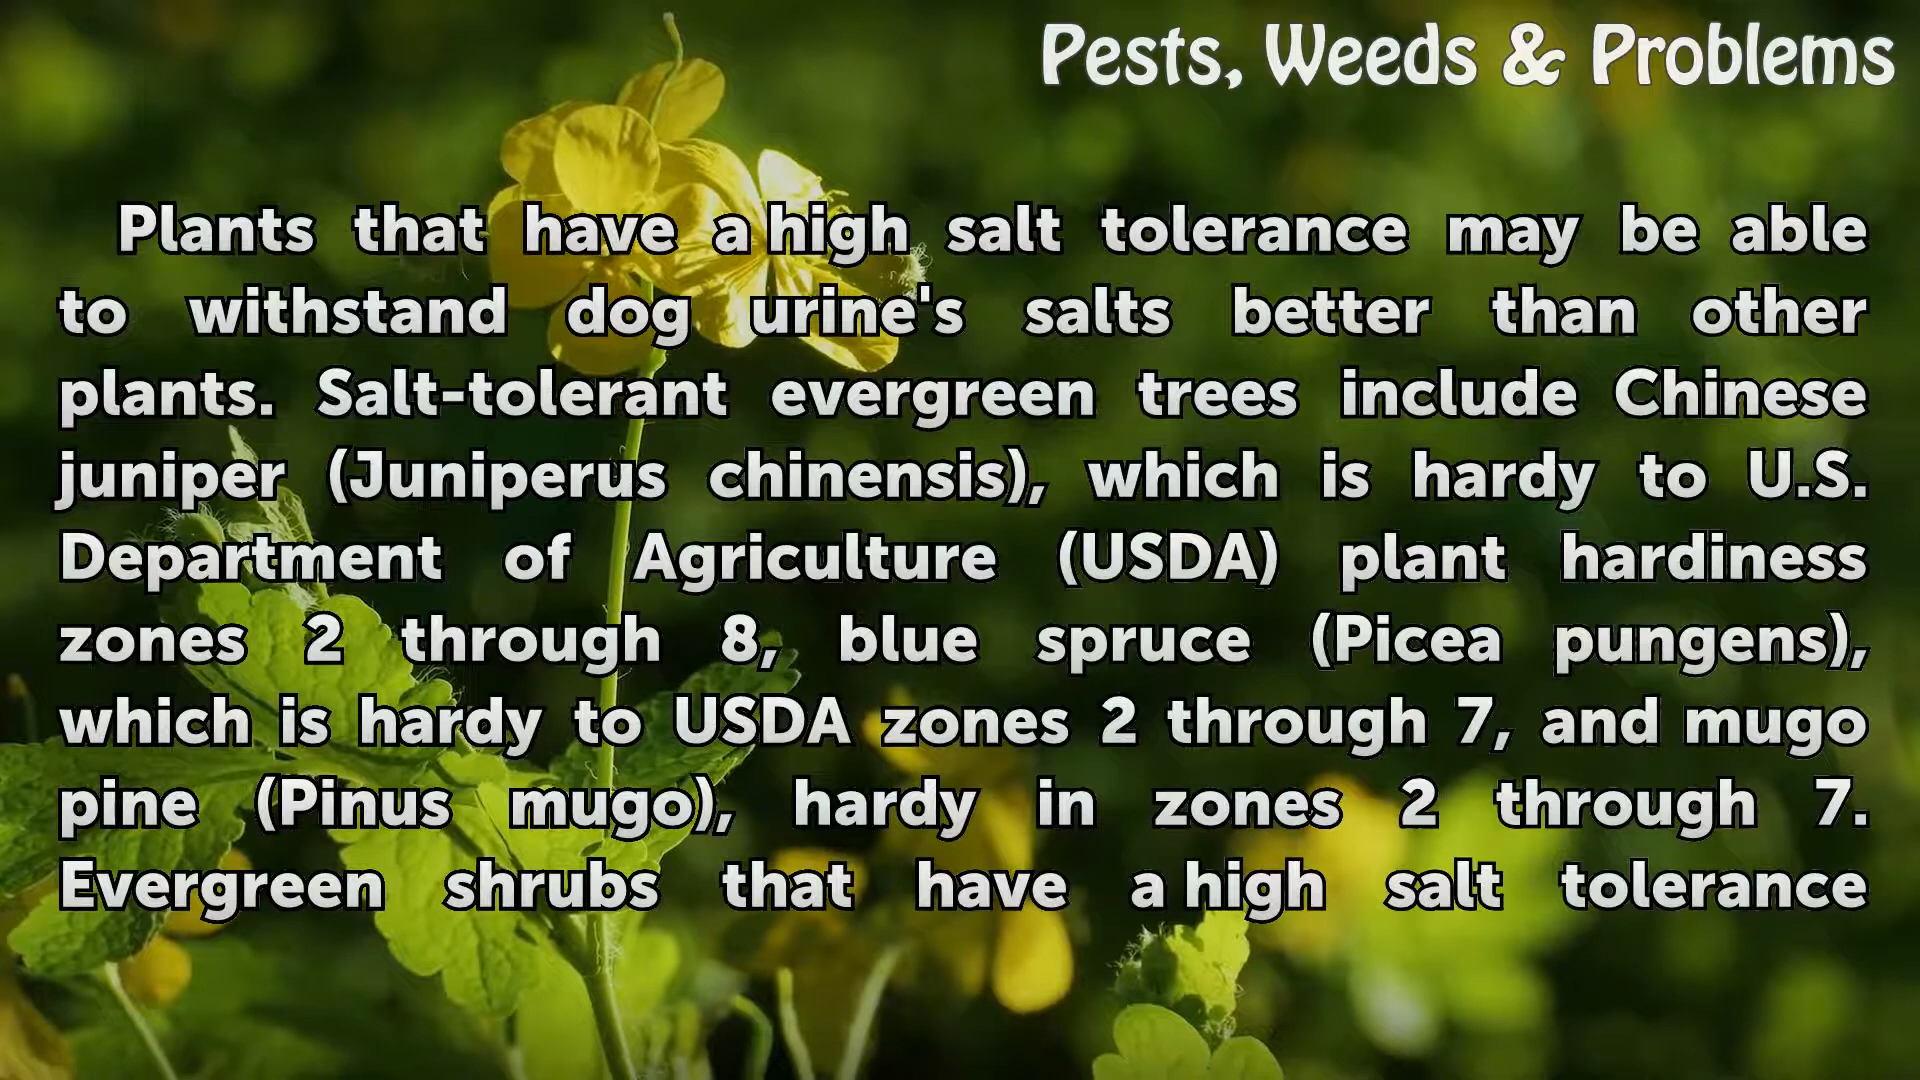 Pests, Weeds & Problems
Plants that have a high salt tolerance may be able
to withstand dog urine's salts better than other
plants. Salt-tolerant evergreen trees include Chinese
juniper (Juniperus chinensis), which is hardy to U.S.
Department of Agriculture (USDA) plant hardiness
zones 2 through 8, blue spruce (Picea pungens),
which is hardy to USDA zones 2 through 7, and mugo
pine (Pinus mugo), hardy in zones 2 through 7.
Evergreen shrubs that have a high salt tolerance